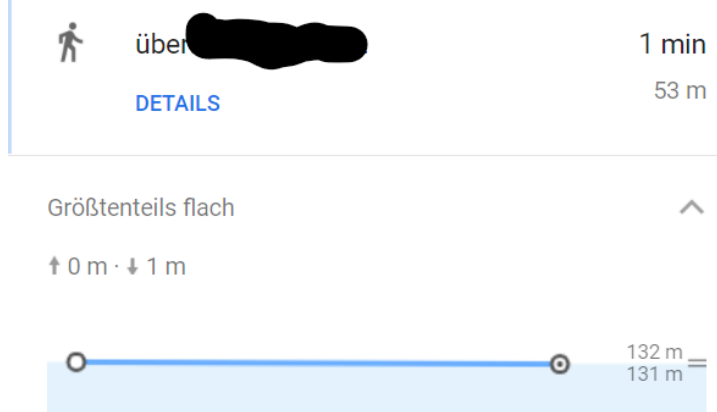 über
1 min
DETAILS
53 m
Größtenteils flach
0 m · 1 m
132 m
131 m